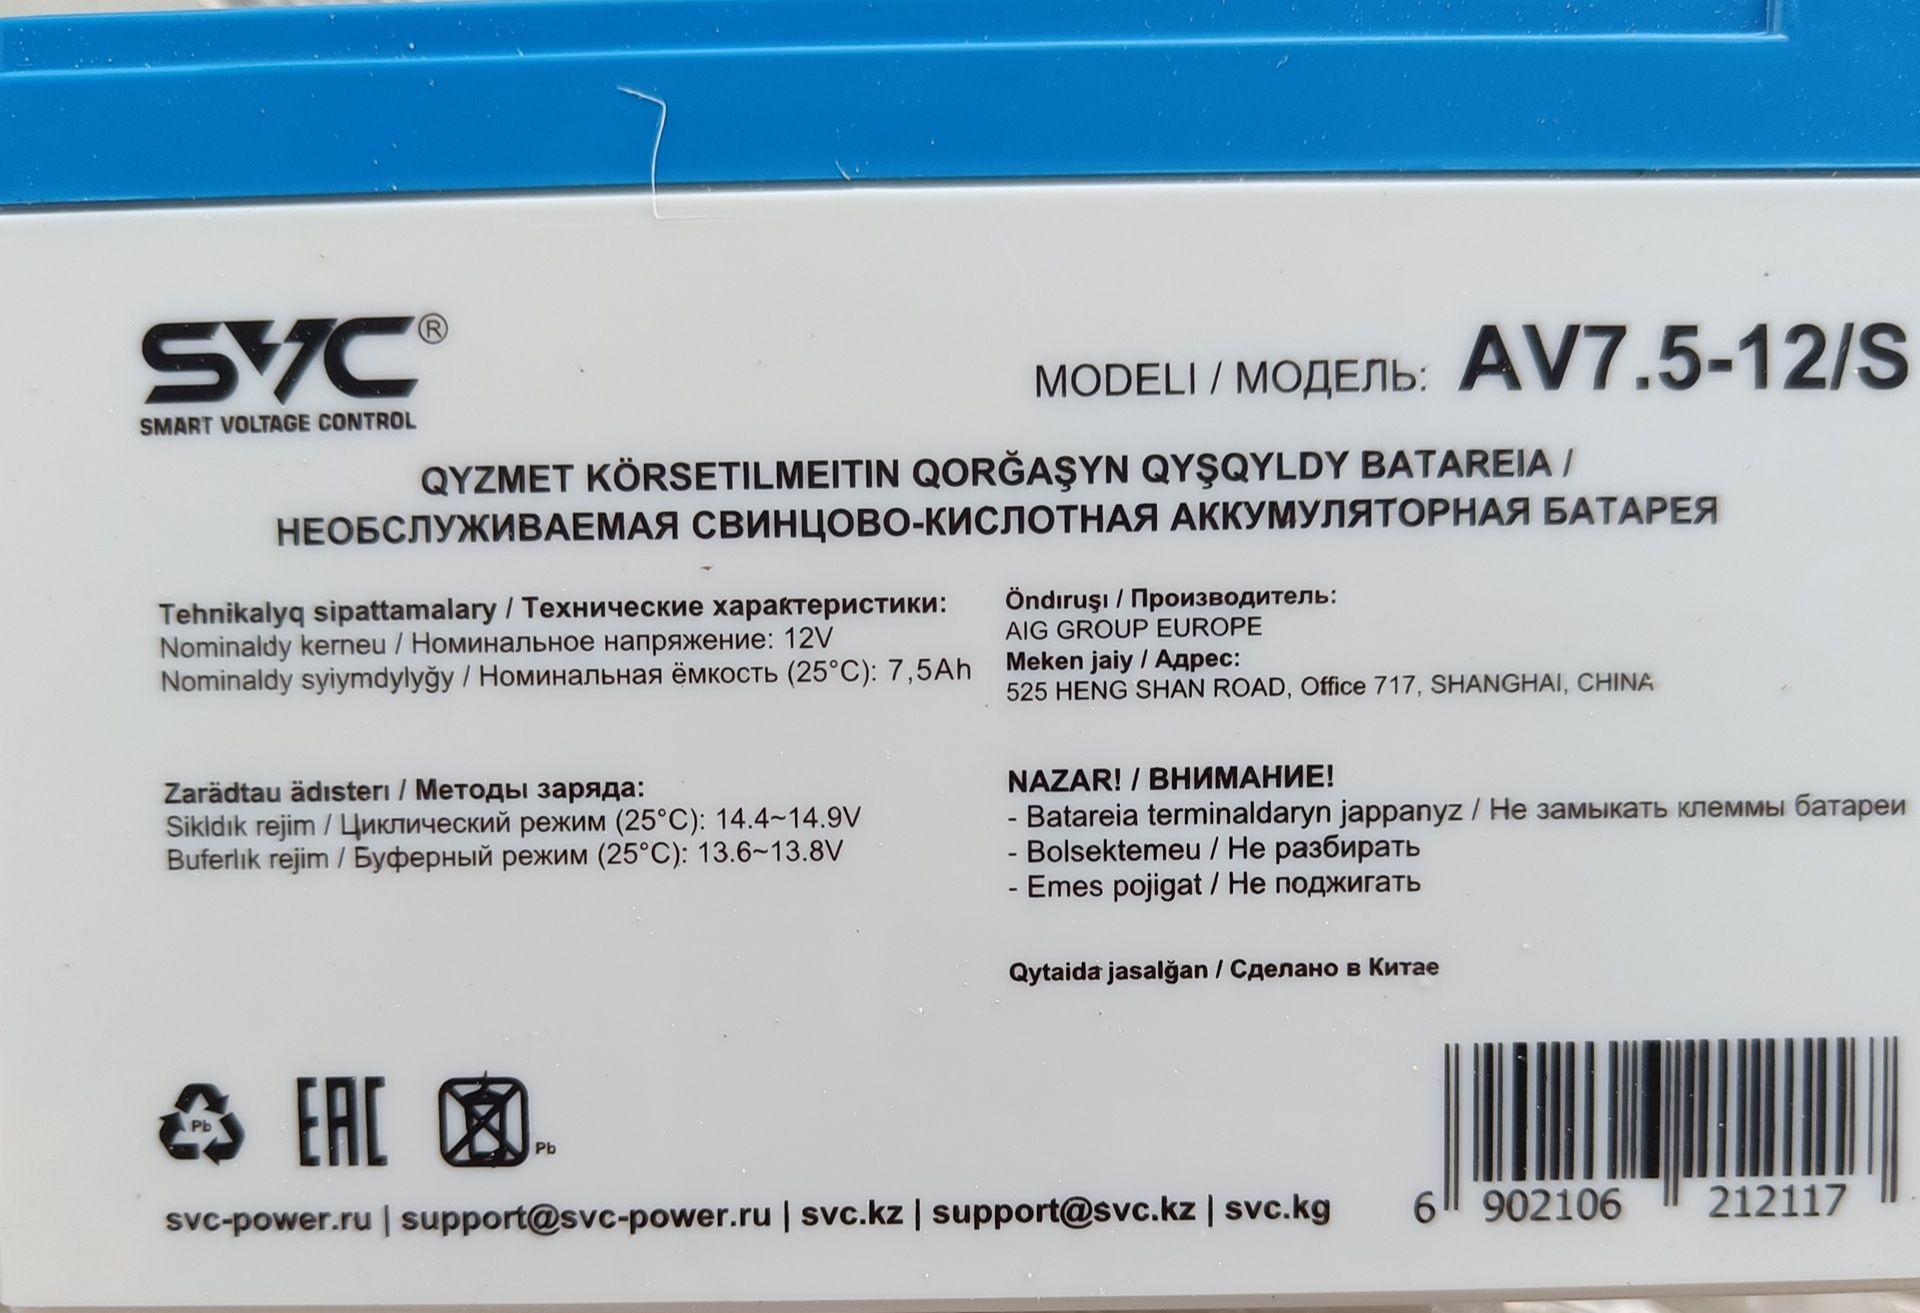 SVC®
SMART VOLTAGE CONTROL
MODELI / МОДЕЛЬ: AV7.5-12/S
QYZMET KÖRSETILMEITIN QORĞAŞYN QYŞQYLDY BATAREIA /
НЕОБСЛУЖИВАЕМАЯ СВИНЦОВО-КИСЛОТНАЯ АККУМУЛЯТОРНАЯ БАТАРЕЯ
Tehnikalyq sipattamalary / Технические характеристики:
Nominaldy kerneu / Номинальное напряжение: 12V
Nominaldy syiymdylyğy / Номинальная ёмкость (25°C): 7,5Ah
Zarädtau ädısterı / Методы заряда:
Sikldık rejim / Циклический режим (25°C): 14.4~14.9V
Buferlık rejim / Буферный режим (25°C): 13.6~13.8V
Öndıruşı / Производитель:
AIG GROUP EUROPE
Meken jaiy / Адрес:
525 HENG SHAN ROAD, Office 717, SHANGHAI, CHINA
NAZAR! / ВНИМАНИЕ!
- Batareia terminaldaryn jappanyz / Не замыкать клеммы батареи
- Bolsektemeu / Не разбирать
- Emes pojigat / Не поджигать
Qytaida jasalğan / Сделано в Китае
Pb
EAC
Pb
svc-power.ru | support@svc-power.ru | svc.kz | support@svc.kz | svc.kg
6 902106 212117